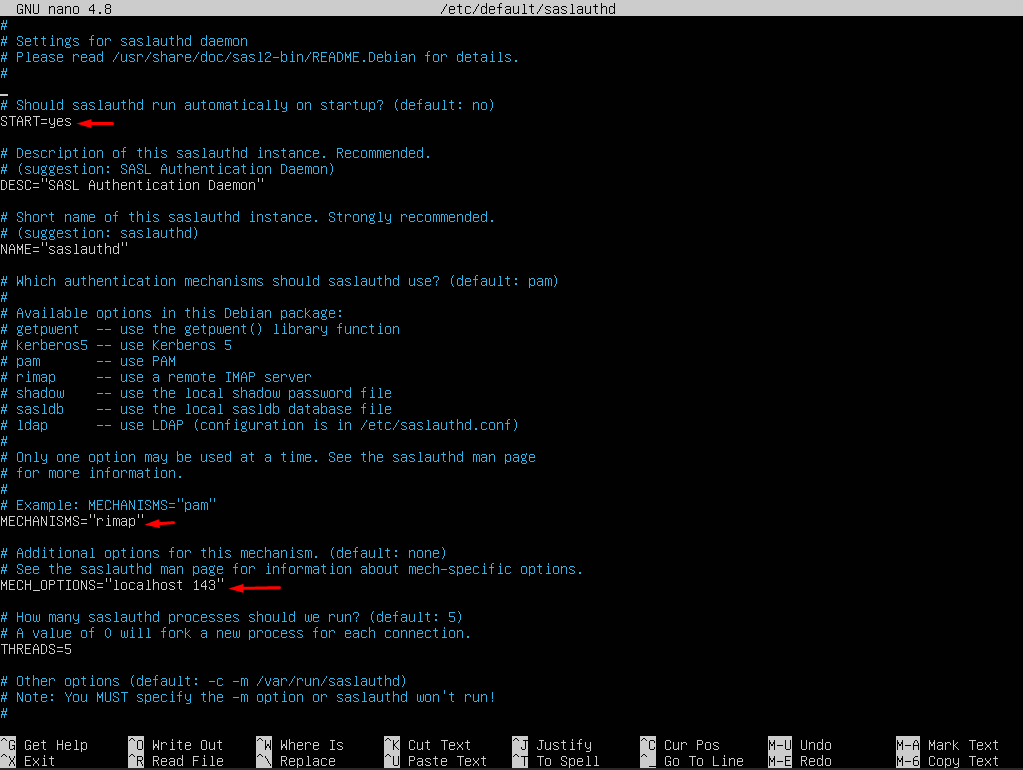 GNU nano 4.8 /etc/default/saslauthd
#
# Settings for saslauthd daemon
# Please read /usr/share/doc/sasl2-bin/README.Debian for details.
#
# Should saslauthd run automatically on startup? (default: no)
START=yes
# Description of this saslauthd instance. Recommended.
# (suggestion: SASL Authentication Daemon)
DESC="SASL Authentication Daemon"
# Short name of this saslauthd instance. Strongly recommended.
# (suggestion: saslauthd)
NAME="saslauthd"
# Which authentication mechanisms should saslauthd use? (default: pam)
#
# Available options in this Debian package:
# getpwent -- use the getpwent() library function
# kerberos5 -- use Kerberos 5
# pam -- use PAM
# rimap -- use a remote IMAP server
# shadow -- use the local shadow password file
# sasldb -- use the local sasldb database file
# ldap -- use LDAP (configuration is in /etc/saslauthd.conf)
#
# Only one option may be used at a time. See the saslauthd man page
# for more information.
#
# Example: MECHANISMS="pam"
MECHANISMS="rimap"
# Additional options for this mechanism. (default: none)
# See the saslauthd man page for information about mech-specific options.
MECH_OPTIONS="localhost 143"
# How many saslauthd processes should we run? (default: 5)
# A value of 0 will fork a new process for each connection.
THREADS=5
# Other options (default: -c -m /var/run/saslauthd)
# Note: You MUST specify the -m option or saslauthd won't run!
#
^G Get Help ^O Write Out ^W Where Is ^K Cut Text ^J Justify ^C Cur Pos M-U Undo M-A Mark Text
^X Exit ^R Read File ^\ Replace ^U Paste Text ^T To Spell ^_ Go To Line M-E Redo M-6 Copy Text